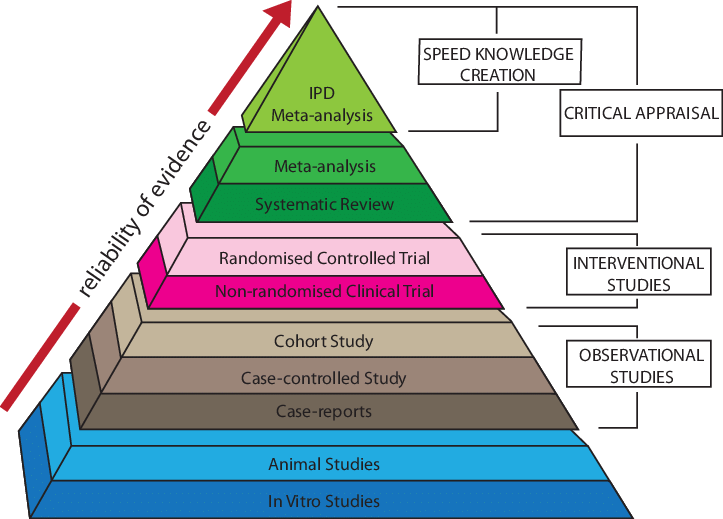 SPEED KNOWLEDGE
CREATION
IPD
Meta-analysis
CRITICAL APPRAISAL
reliability of evidence
Meta-analysis
Systematic Review
Randomised Controlled Trial
Non-randomised Clinical Trial
INTERVENTIONAL
STUDIES
Cohort Study
Case-controlled Study
Case-reports
OBSERVATIONAL
STUDIES
Animal Studies
In Vitro Studies